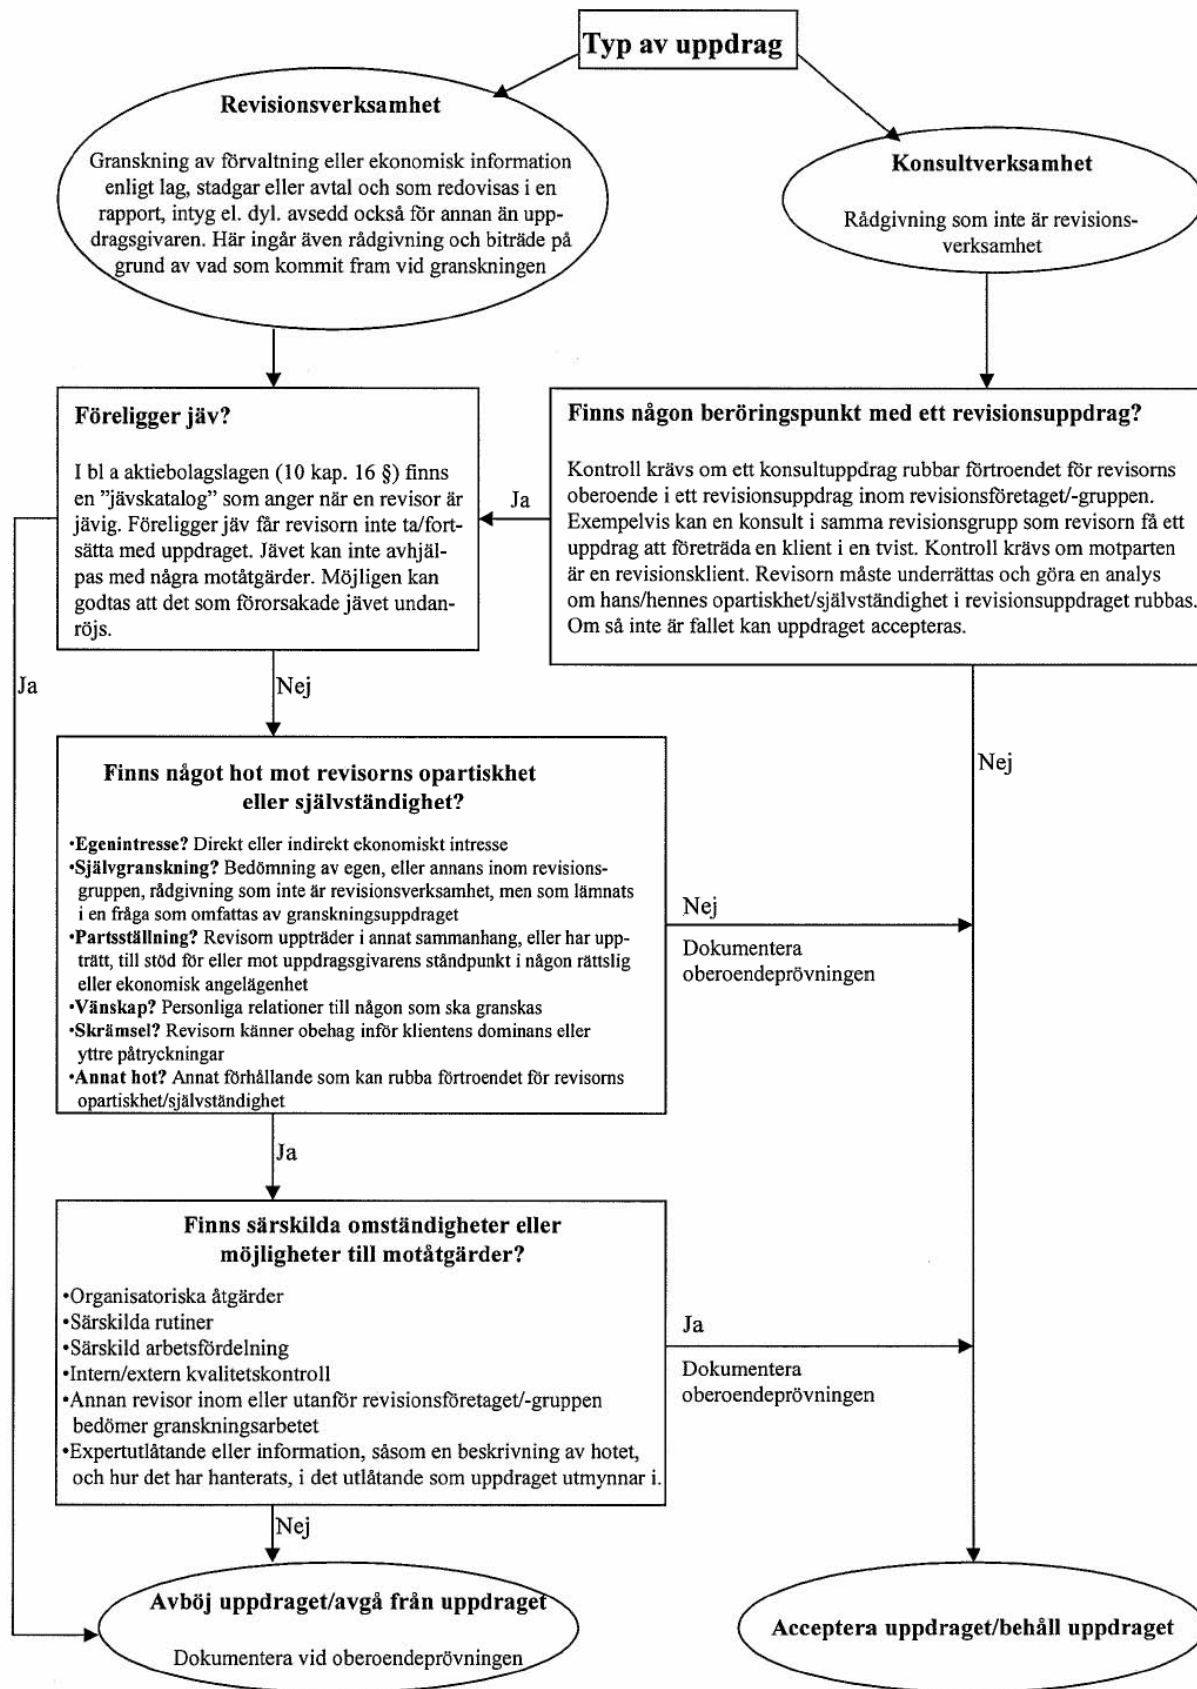 Typ av uppdrag
Revisionsverksamhet
Granskning av förvaltning eller ekonomisk information
enligt lag, stadgar eller avtal och som redovisas i en
rapport, intyg el. dyl. avsedd också för annan än upp-
dragsgivaren. Här ingår även rådgivning och biträde på
grund av vad som kommit fram vid granskningen
Konsultverksamhet
Rådgivning som inte är revisions-
verksamhet
Föreligger jäv?
I bl a aktiebolagslagen (10 kap. 16 §) finns
en ”jävskatalog” som anger när en revisor är
jävig. Föreligger jäv får revisorn inte ta/fort-
sätta med uppdraget. Jävet kan inte avhjäl-
pas med några motåtgärder. Möjligen kan
godtas att det som förorsakade jävet undan-
röjs.
Ja
Finns någon beröringspunkt med ett revisionsuppdrag?
Kontroll krävs om ett konsultuppdrag rubbar förtroendet för revisorns
oberoende i ett revisionsuppdrag inom revisionsföretaget/-gruppen.
Exempelvis kan en konsult i samma revisionsgrupp som revisorn få ett
uppdrag att företräda en klient i en tvist. Kontroll krävs om motparten
är en revisionsklient. Revisorn måste underrättas och göra en analys
om hans/hennes opartiskhet/självständighet i revisionsuppdraget rubbas.
Om så inte är fallet kan uppdraget accepteras.
Ja
Nej
Nej
Finns något hot mot revisorns opartiskhet
eller självständighet?
•Egenintresse? Direkt eller indirekt ekonomiskt intresse
•Självgranskning? Bedömning av egen, eller annans inom revisions-
gruppen, rådgivning som inte är revisionsverksamhet, men som lämnats
i en fråga som omfattas av granskningsuppdraget
•Partsställning? Revisorn uppträder i annat sammanhang, eller har upp-
trätt, till stöd för eller mot uppdragsgivarens ståndpunkt i någon rättslig
eller ekonomisk angelägenhet
•Vänskap? Personliga relationer till någon som ska granskas
•Skrämsel? Revisorn känner obehag inför klientens dominans eller
yttre påtryckningar
•Annat hot? Annat förhållande som kan rubba förtroendet för revisorns
opartiskhet/självständighet
Nej
Dokumentera
oberoendeprövningen
Ja
Finns särskilda omständigheter eller
möjligheter till motåtgärder?
•Organisatoriska åtgärder
•Särskilda rutiner
•Särskild arbetsfördelning
•Intern/extern kvalitetskontroll
•Annan revisor inom eller utanför revisionsföretaget/-gruppen
bedömer granskningsarbetet
•Expertutlåtande eller information, såsom en beskrivning av hotet,
och hur det har hanterats, i det utlåtande som uppdraget utmynnar i.
Ja
Dokumentera
oberoendeprövningen
Nej
Avböj uppdraget/avgå från uppdraget
Dokumentera vid oberoendeprövningen
Acceptera uppdraget/behåll uppdraget